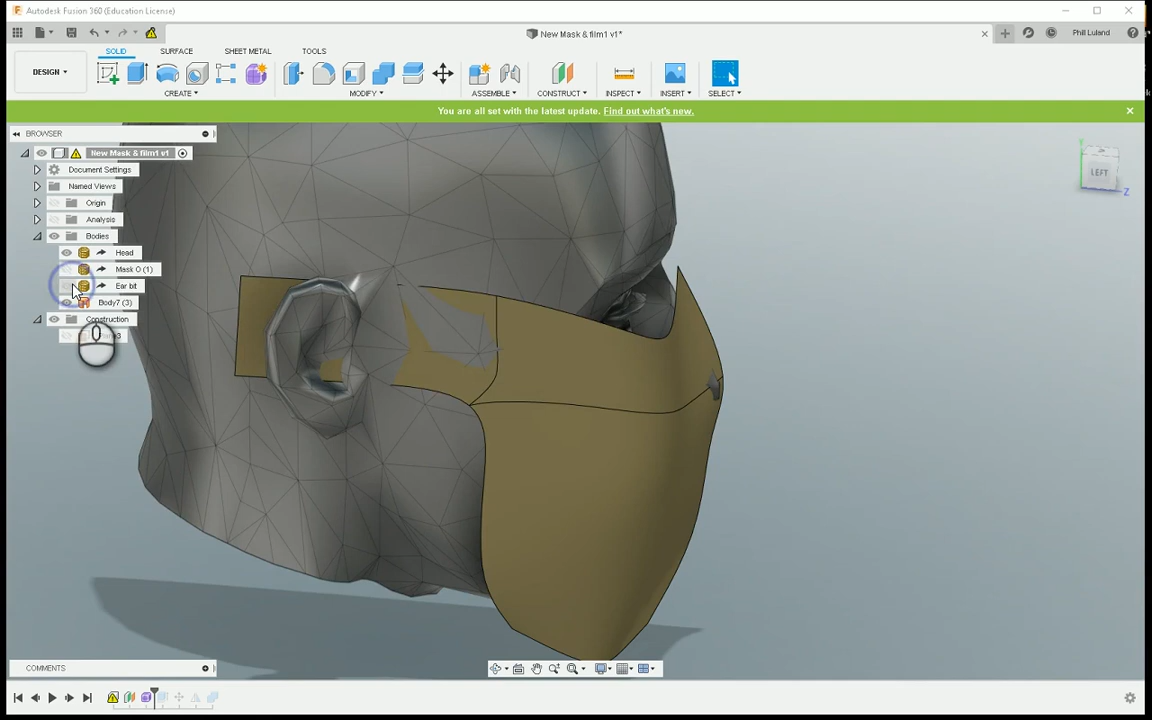 Autodesk Fusion 360 (Education License)
New Mask & film1 v1*
Phill Luland
DESIGN
SOLID
SURFACE
SHEET METAL
TOOLS
CREATE
MODIFY
ASSEMBLE
CONSTRUCT
INSPECT
INSERT
SELECT
You are all set with the latest update. Find out what's new.
BROWSER
New Mask & film1 v1
Document Settings
Named Views
Origin
Analysis
Bodies
Head
Mask O (1)
Ear bit
Body7 (3)
Construction
LEFT
Z
COMMENTS